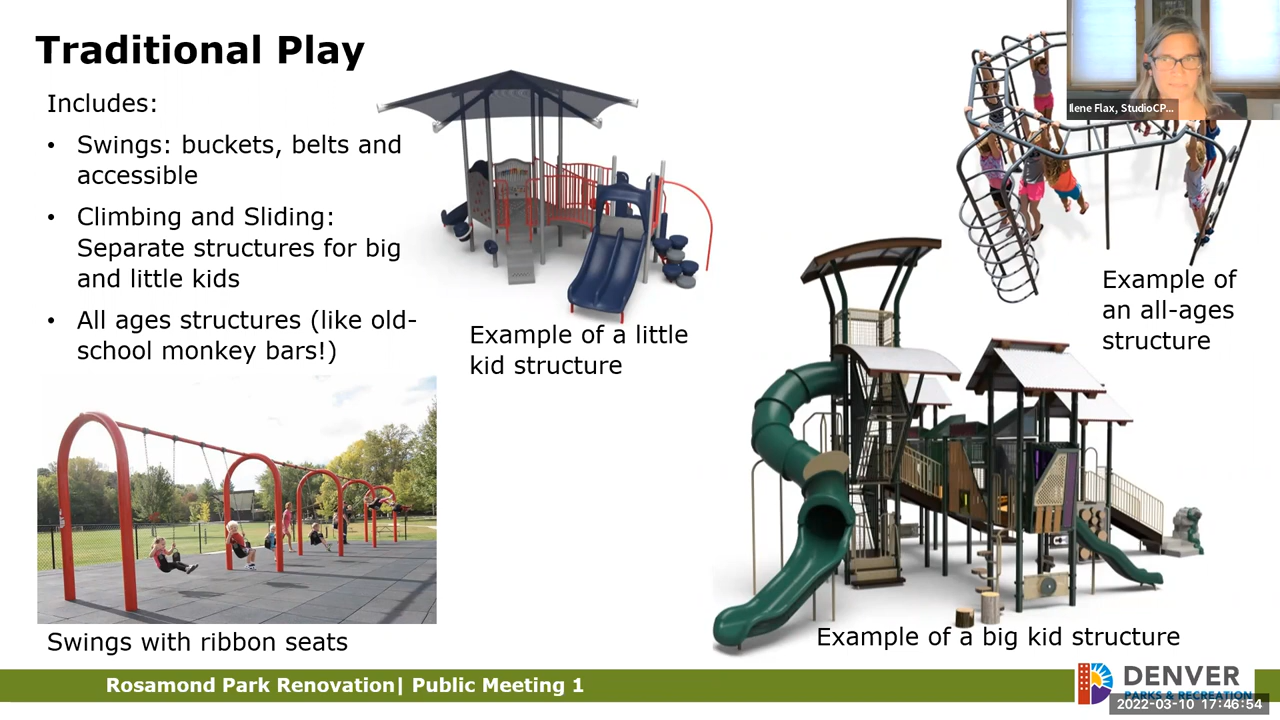 Traditional Play
Includes:
• Swings: buckets, belts and
accessible
• Climbing and Sliding:
Separate structures for big
and little kids
• All ages structures (like old-
school monkey bars!)
Example of a little
kid structure
Ilene Flax, StudioCP...
Example of
an all-ages
structure
Swings with ribbon seats
Example of a big kid structure
Rosamond Park Renovation| Public Meeting 1
DENVER
PARKS & RECREATION
2022-03-10 17:46:54